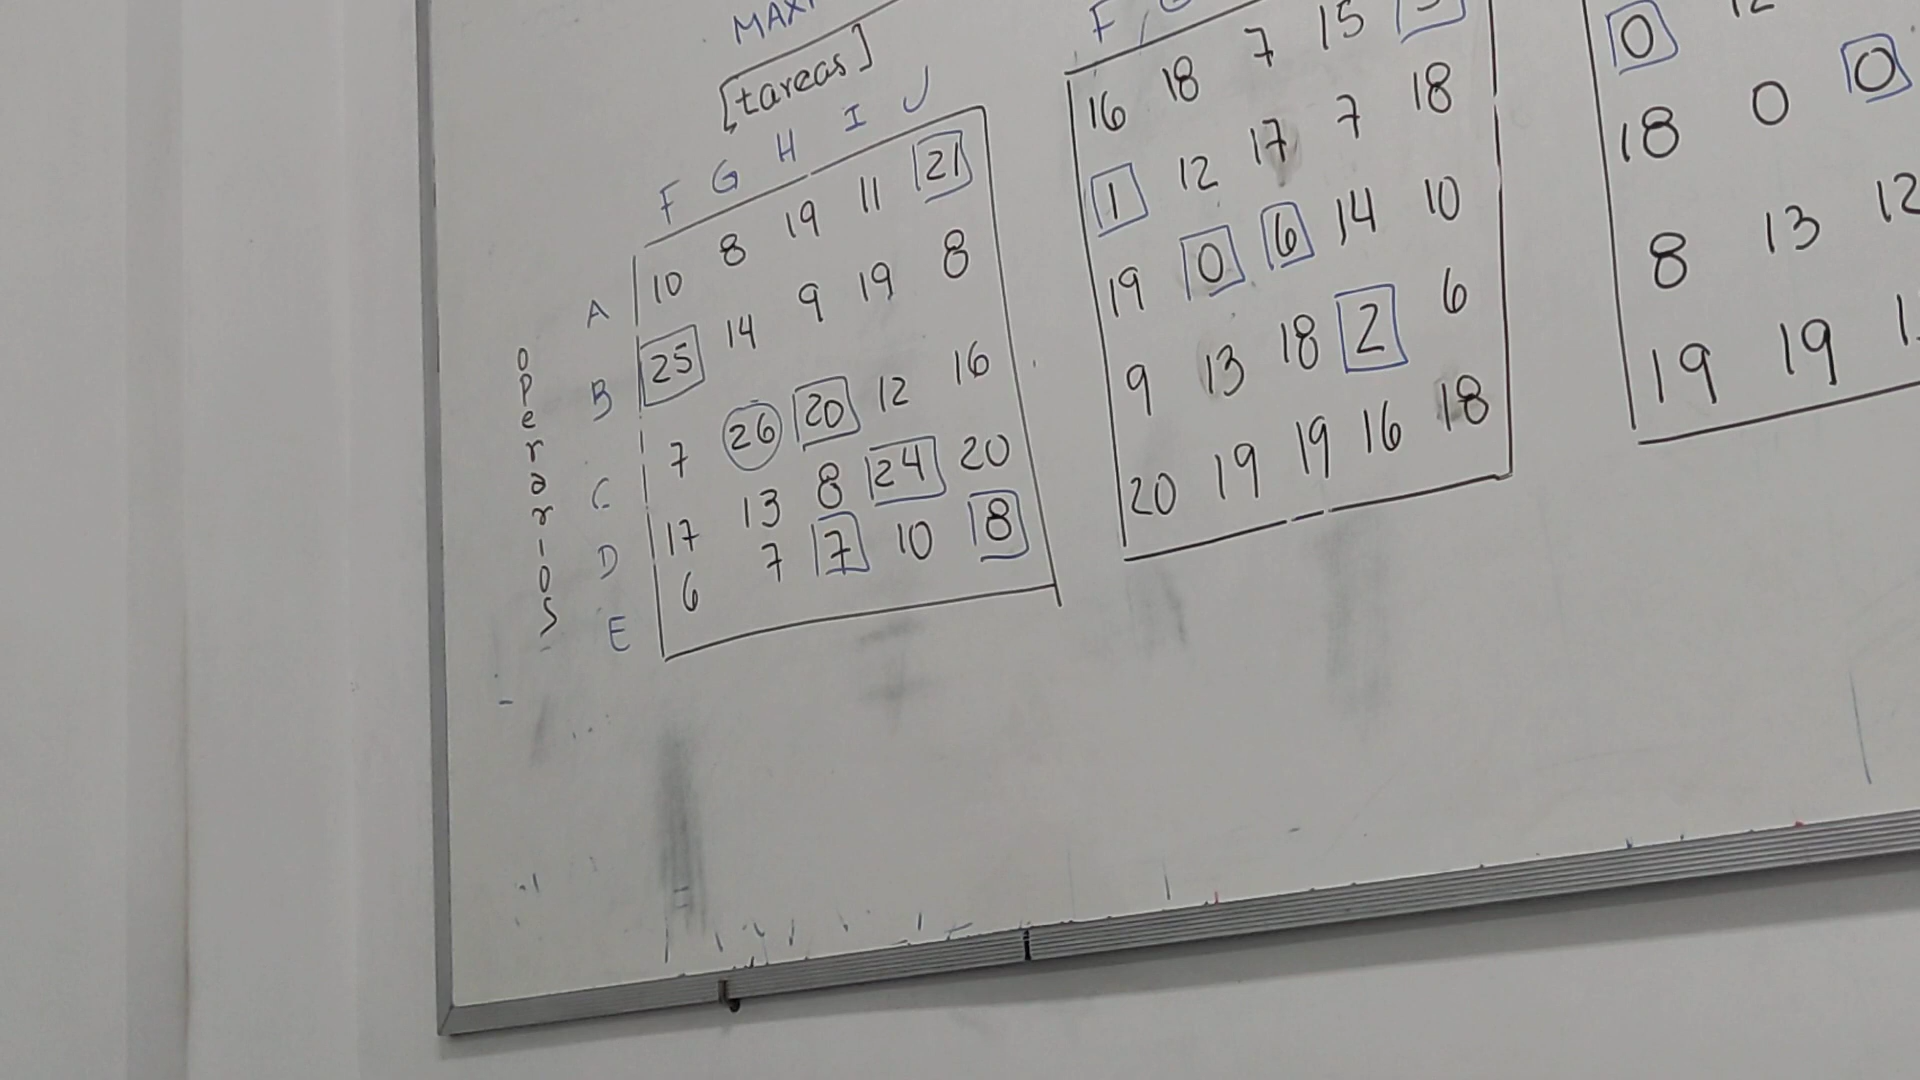 MAXI
[tareas]
F G H I J
operarios
A 10 8 19 11 21
B 25 14 9 19 8
C 7 26 20 12 16
D 17 13 8 24 20
E 6 7 7 10 8
F
16 18 7 15
1 12 17 7 18
19 0 6 14 10
9 13 18 2 6
20 19 19 16 18
0 12
18 0 0
8 13 12
19 19